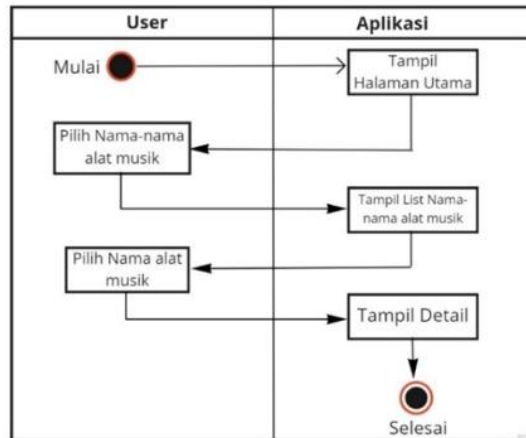 User
Aplikasi
Mulai
Tampil
Halaman Utama
Pilih Nama-nama
alat musik
Tampil List Nama-
nama alat musik
Pilih Nama alat
musik
Tampil Detail
Selesai